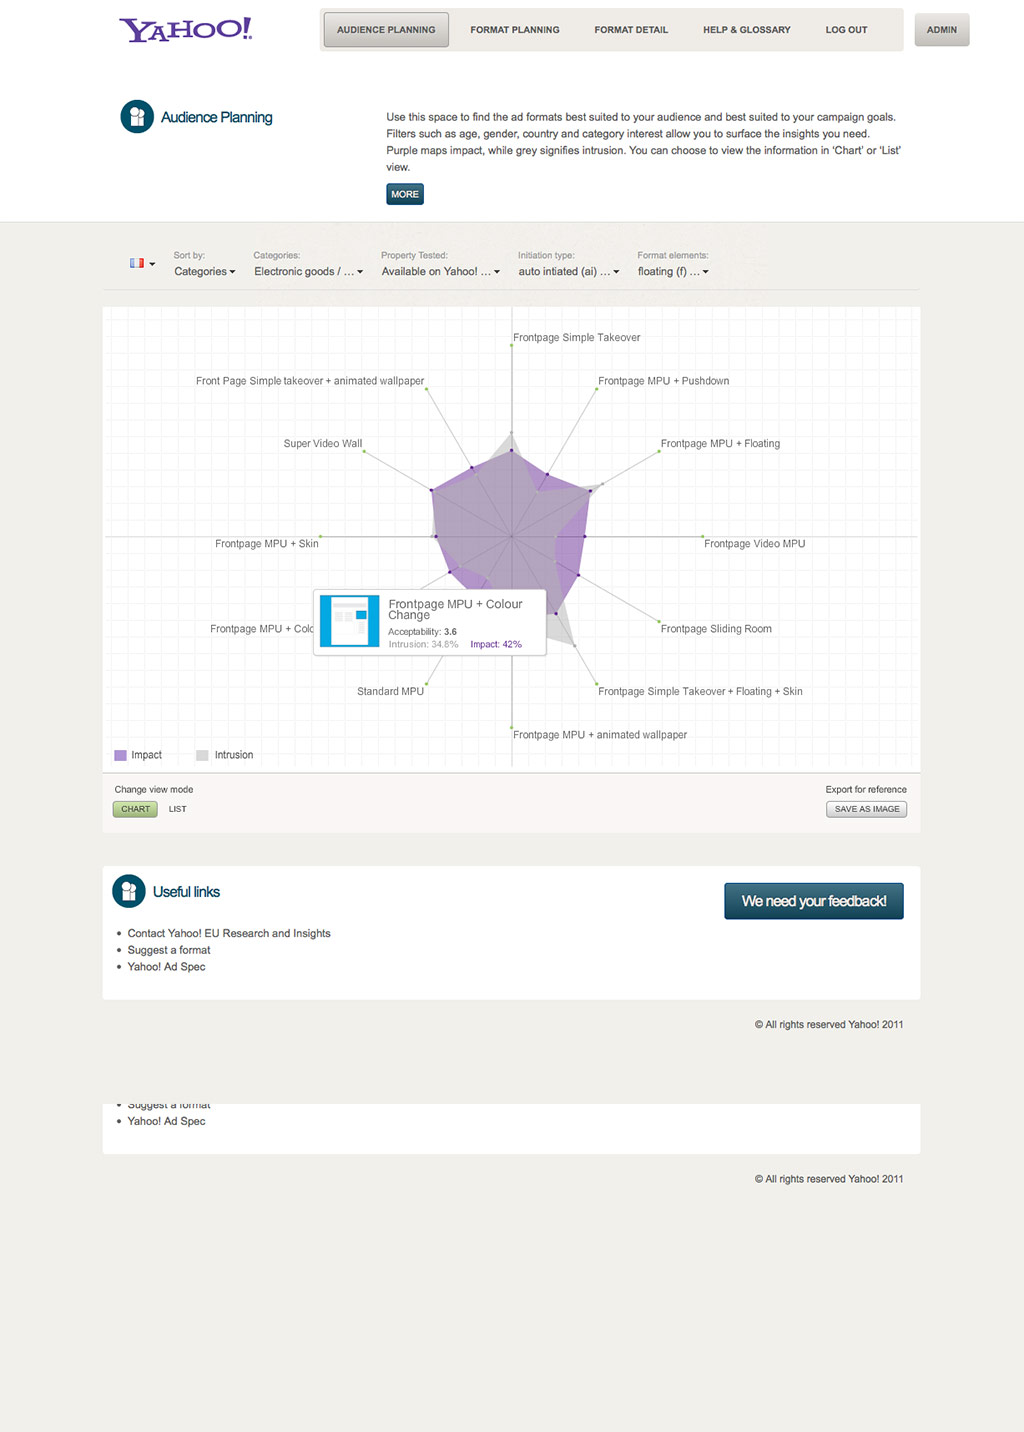 YAHOO!
AUDIENCE PLANNING
FORMAT PLANNING
FORMAT DETAIL
HELP & GLOSSARY
LOG OUT
ADMIN
Audience Planning
Use this space to find the ad formats best suited to your audience and best suited to your campaign goals.
Filters such as age, gender, country and category interest allow you to surface the insights you need.
Purple maps impact, while grey signifies intrusion. You can choose to view the information in ‘Chart’ or ‘List’
view.
MORE
Sort by:
Categories
Categories:
Electronic goods / ...
Property Tested:
Available on Yahoo! ...
Initiation type:
auto intiated (ai) ...
Format elements:
floating (f) ...
Frontpage Simple Takeover
Front Page Simple takeover + animated wallpaper
Frontpage MPU + Pushdown
Super Video Wall
Frontpage MPU + Floating
Frontpage MPU + Skin
Frontpage Video MPU
Frontpage MPU + Colo
Frontpage MPU + Colour
Change
Acceptability: 3.6
Intrusion: 34.8% Impact: 42%
Frontpage Sliding Room
Standard MPU
Frontpage Simple Takeover + Floating + Skin
Frontpage MPU + animated wallpaper
Impact
Intrusion
Change view mode
CHART
LIST
Export for reference
SAVE AS IMAGE
Useful links
We need your feedback!
• Contact Yahoo! EU Research and Insights
• Suggest a format
• Yahoo! Ad Spec
© All rights reserved Yahoo! 2011
• Suggest a format
• Yahoo! Ad Spec
© All rights reserved Yahoo! 2011